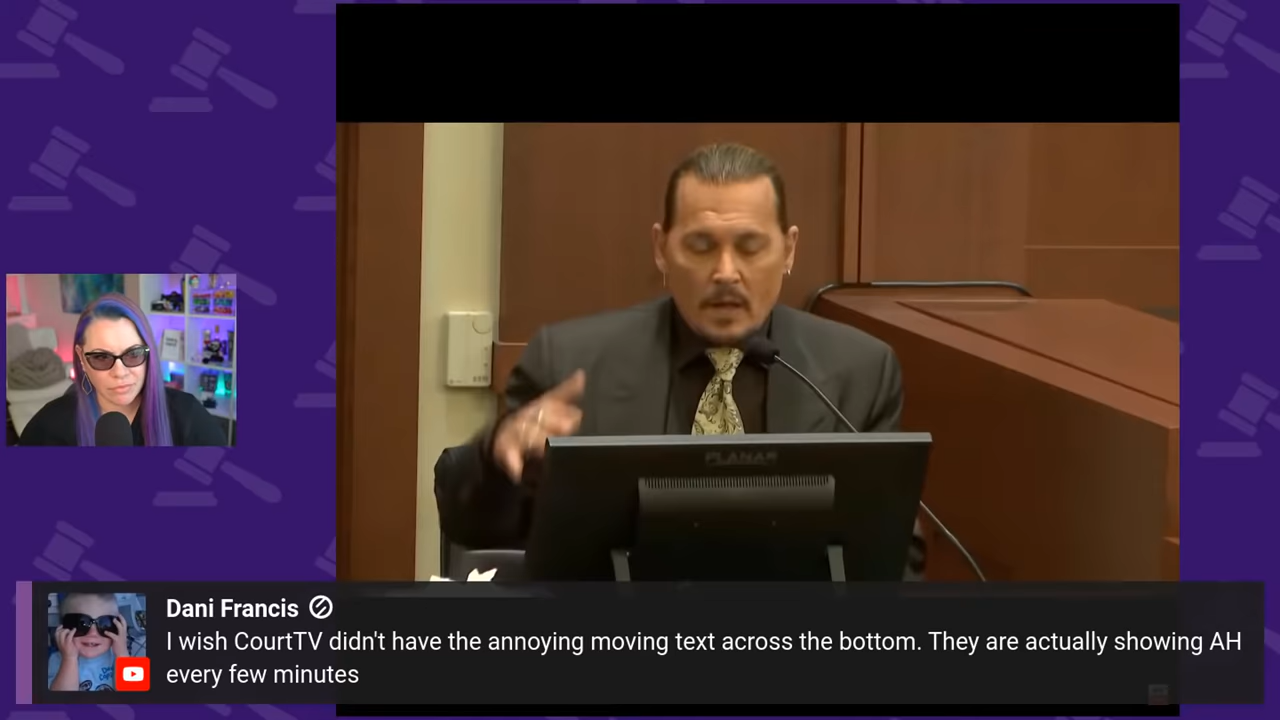 PLANAR
Dani Francis
I wish CourtTV didn't have the annoying moving text across the bottom. They are actually showing AH
every few minutes